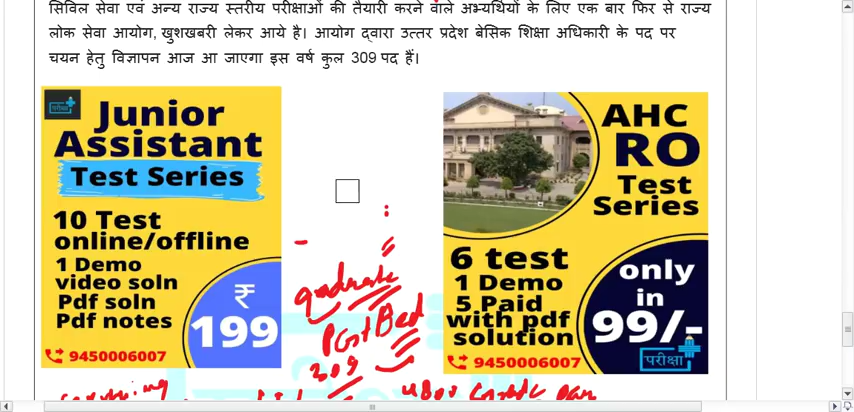 सिविल सेवा एवं अन्य राज्य स्तरीय परीक्षाओं की तैयारी करने वाले अभ्यर्थियों के लिए एक बार फिर से राज्य
लोक सेवा आयोग, खुशखबरी लेकर आये है। आयोग द्वारा उत्तर प्रदेश बेसिक शिक्षा अधिकारी के पद पर
चयन हेतु विज्ञापन आज आ जाएगा इस वर्ष कुल 309 पद हैं।
परीक्षा
Junior
Assistant
Test Series
10 Test
online/offline
1 Demo
video soln
Pdf soln
Pdf notes
₹
199
9450006007
graduate
PG+ Bed
309
AHC
RO
Test
Series
6 test
1 Demo
5 Paid
with pdf
solution
only
in
99/-
9450006007
परीक्षा